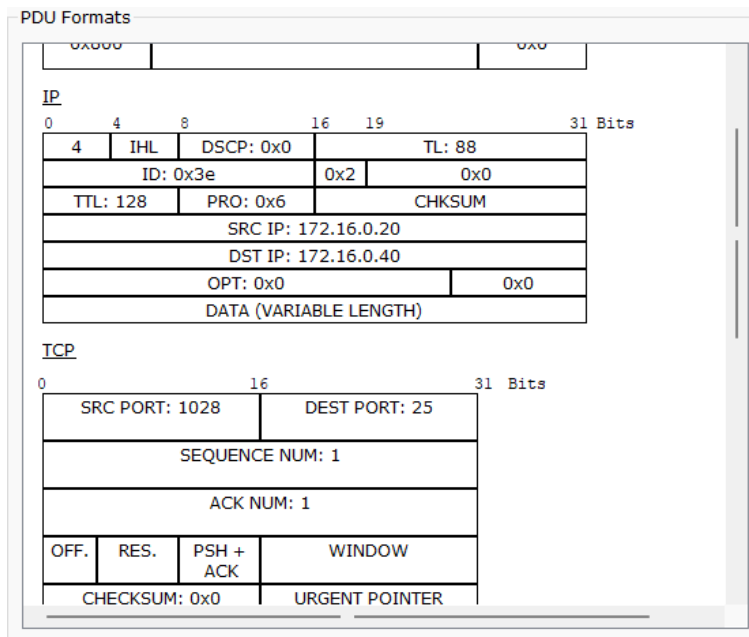 PDU Formats
0x800 0x0
IP
0 4 8 16 19 31 Bits
4 IHL DSCP: 0x0 TL: 88
ID: 0x3e 0x2 0x0
TTL: 128 PRO: 0x6 CHKSUM
SRC IP: 172.16.0.20
DST IP: 172.16.0.40
OPT: 0x0 0x0
DATA (VARIABLE LENGTH)
TCP
0 16 31 Bits
SRC PORT: 1028 DEST PORT: 25
SEQUENCE NUM: 1
ACK NUM: 1
OFF. RES. PSH + WINDOW
ACK
CHECKSUM: 0x0 URGENT POINTER